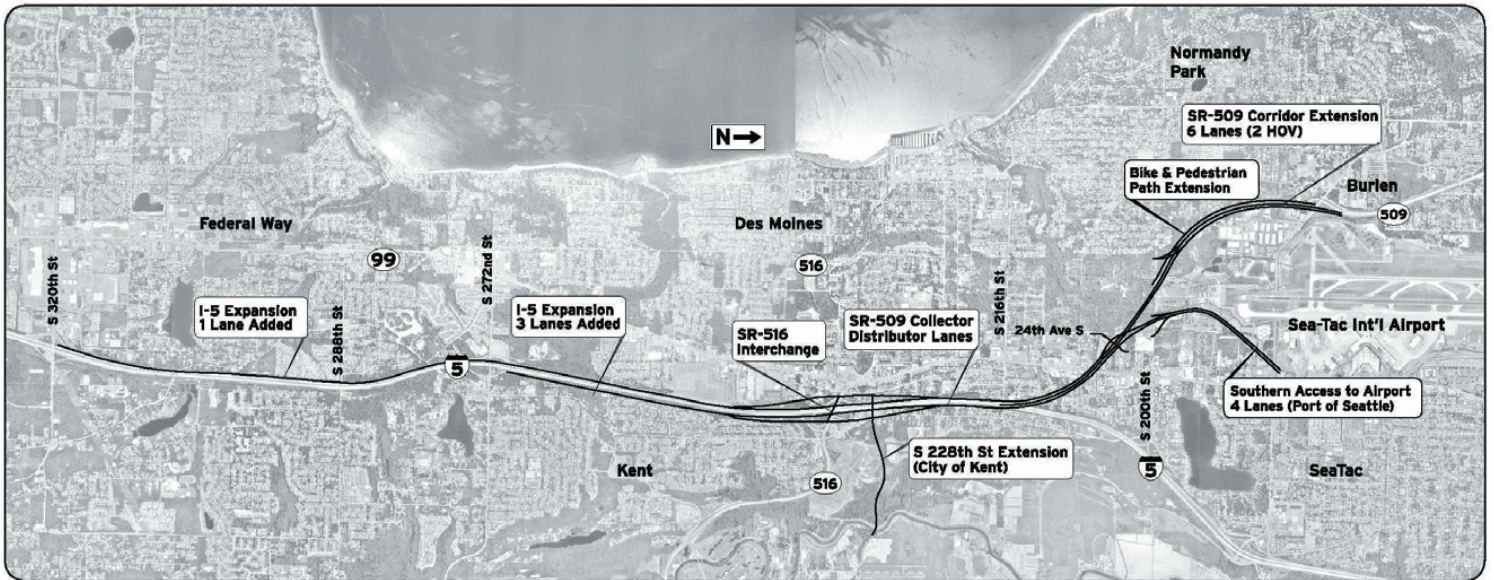 Normandy
Park
SR-509 Corridor Extension
6 Lanes (2 HOV)
N
Bike & Pedestrian
Path Extension
Burien
509
Federal Way
Des Moines
99
516
S 320th St
S 272nd St
S 288th St
S 216th St
I-5 Expansion
1 Lane Added
I-5 Expansion
3 Lanes Added
SR-516
Interchange
SR-509 Collector
Distributor Lanes
24th Ave S
Sea-Tac Int'l Airport
5
Southern Access to Airport
4 Lanes (Port of Seattle)
S 200th St
S 228th St Extension
(City of Kent)
Kent
516
5
SeaTac